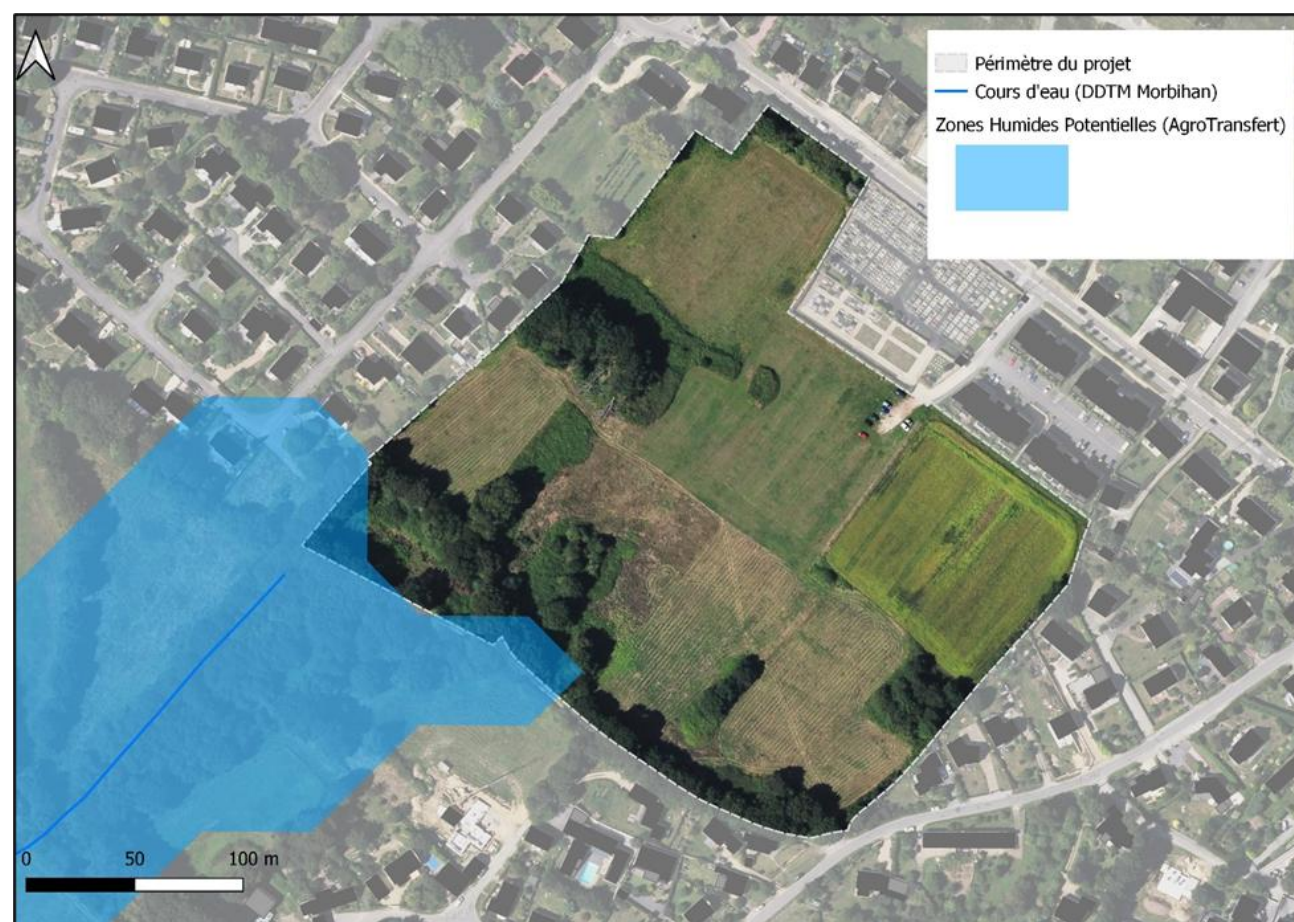 Périmètre du projet
Cours d'eau (DDTM Morbihan)
Zones Humides Potentielles (AgroTransfert)
0 50 100 m